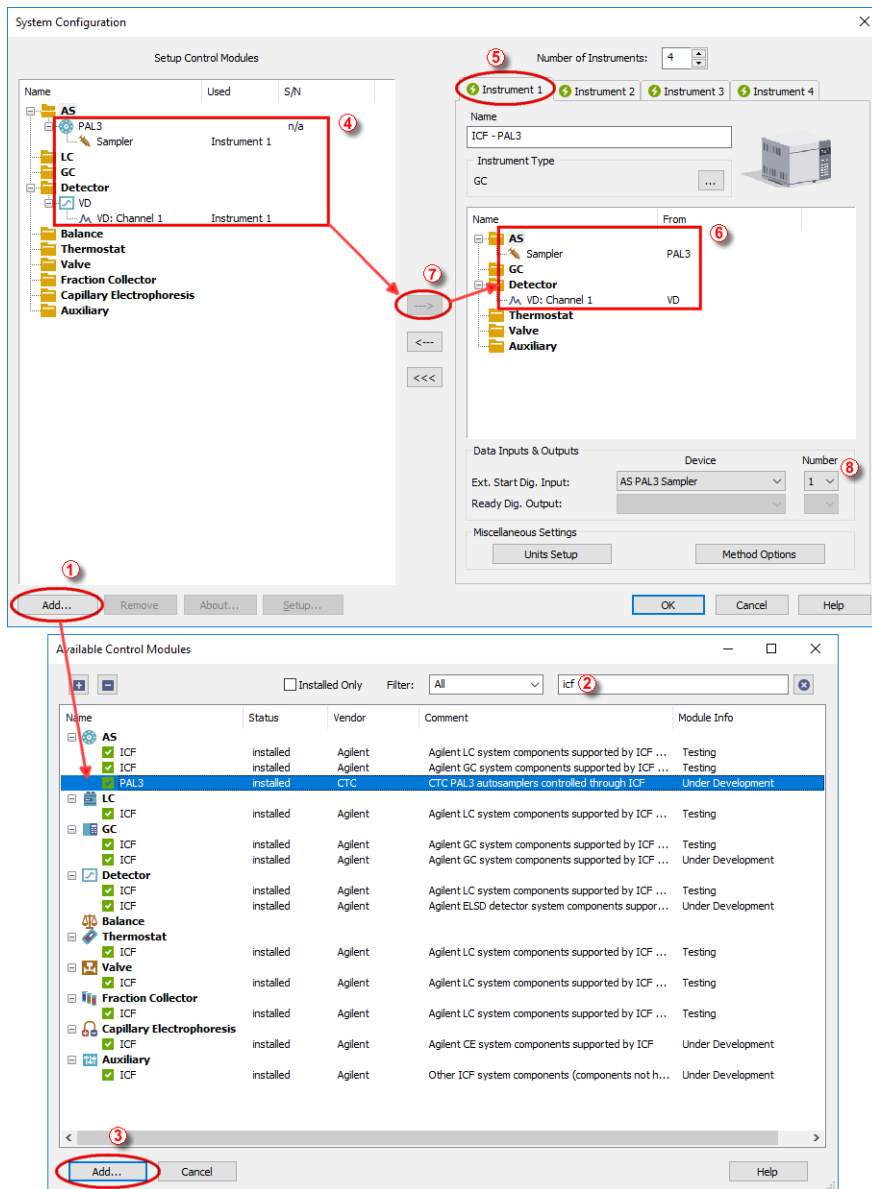 System Configuration
Setup Control Modules
Name Used S/N
AS
PAL3 n/a
Sampler Instrument 1
LC
GC
Detector
VD
VD: Channel 1 Instrument 1
Balance
Thermostat
Valve
Fraction Collector
Capillary Electrophoresis
Auxiliary
④
⑦
--->
<---
<<<
①
Add... Remove About... Setup...
⑤ Number of Instruments: 4
Instrument 1 Instrument 2 Instrument 3 Instrument 4
Name
ICF - PAL3
Instrument Type
GC ...
Name From
⑥
AS
Sampler PAL3
GC
Detector
VD: Channel 1 VD
Thermostat
Valve
Auxiliary
Data Inputs & Outputs
Device Number
⑧
Ext. Start Dig. Input: AS PAL3 Sampler 1
Ready Dig. Output:
Miscellaneous Settings
Units Setup Method Options
OK Cancel Help
Available Control Modules
Installed Only Filter: All icf ②
Name Status Vendor Comment Module Info
AS
ICF installed Agilent Agilent LC system components supported by ICF ... Testing
ICF installed Agilent Agilent GC system components supported by ICF ... Testing
PAL3 installed CTC CTC PAL3 autosamplers controlled through ICF Under Development
LC
ICF installed Agilent Agilent LC system components supported by ICF ... Testing
GC
ICF installed Agilent Agilent GC system components supported by ICF ... Testing
ICF installed Agilent Agilent GC system components supported by ICF ... Under Development
Detector
ICF installed Agilent Agilent LC system components supported by ICF ... Testing
ICF installed Agilent Agilent ELSD detector system components suppor... Under Development
Balance
Thermostat
ICF installed Agilent Agilent LC system components supported by ICF ... Testing
Valve
ICF installed Agilent Agilent LC system components supported by ICF ... Testing
Fraction Collector
ICF installed Agilent Agilent LC system components supported by ICF ... Testing
Capillary Electrophoresis
ICF installed Agilent Agilent CE system components supported by ICF Under Development
Auxiliary
ICF installed Agilent Other ICF system components (components not h... Under Development
③
Add... Cancel Help